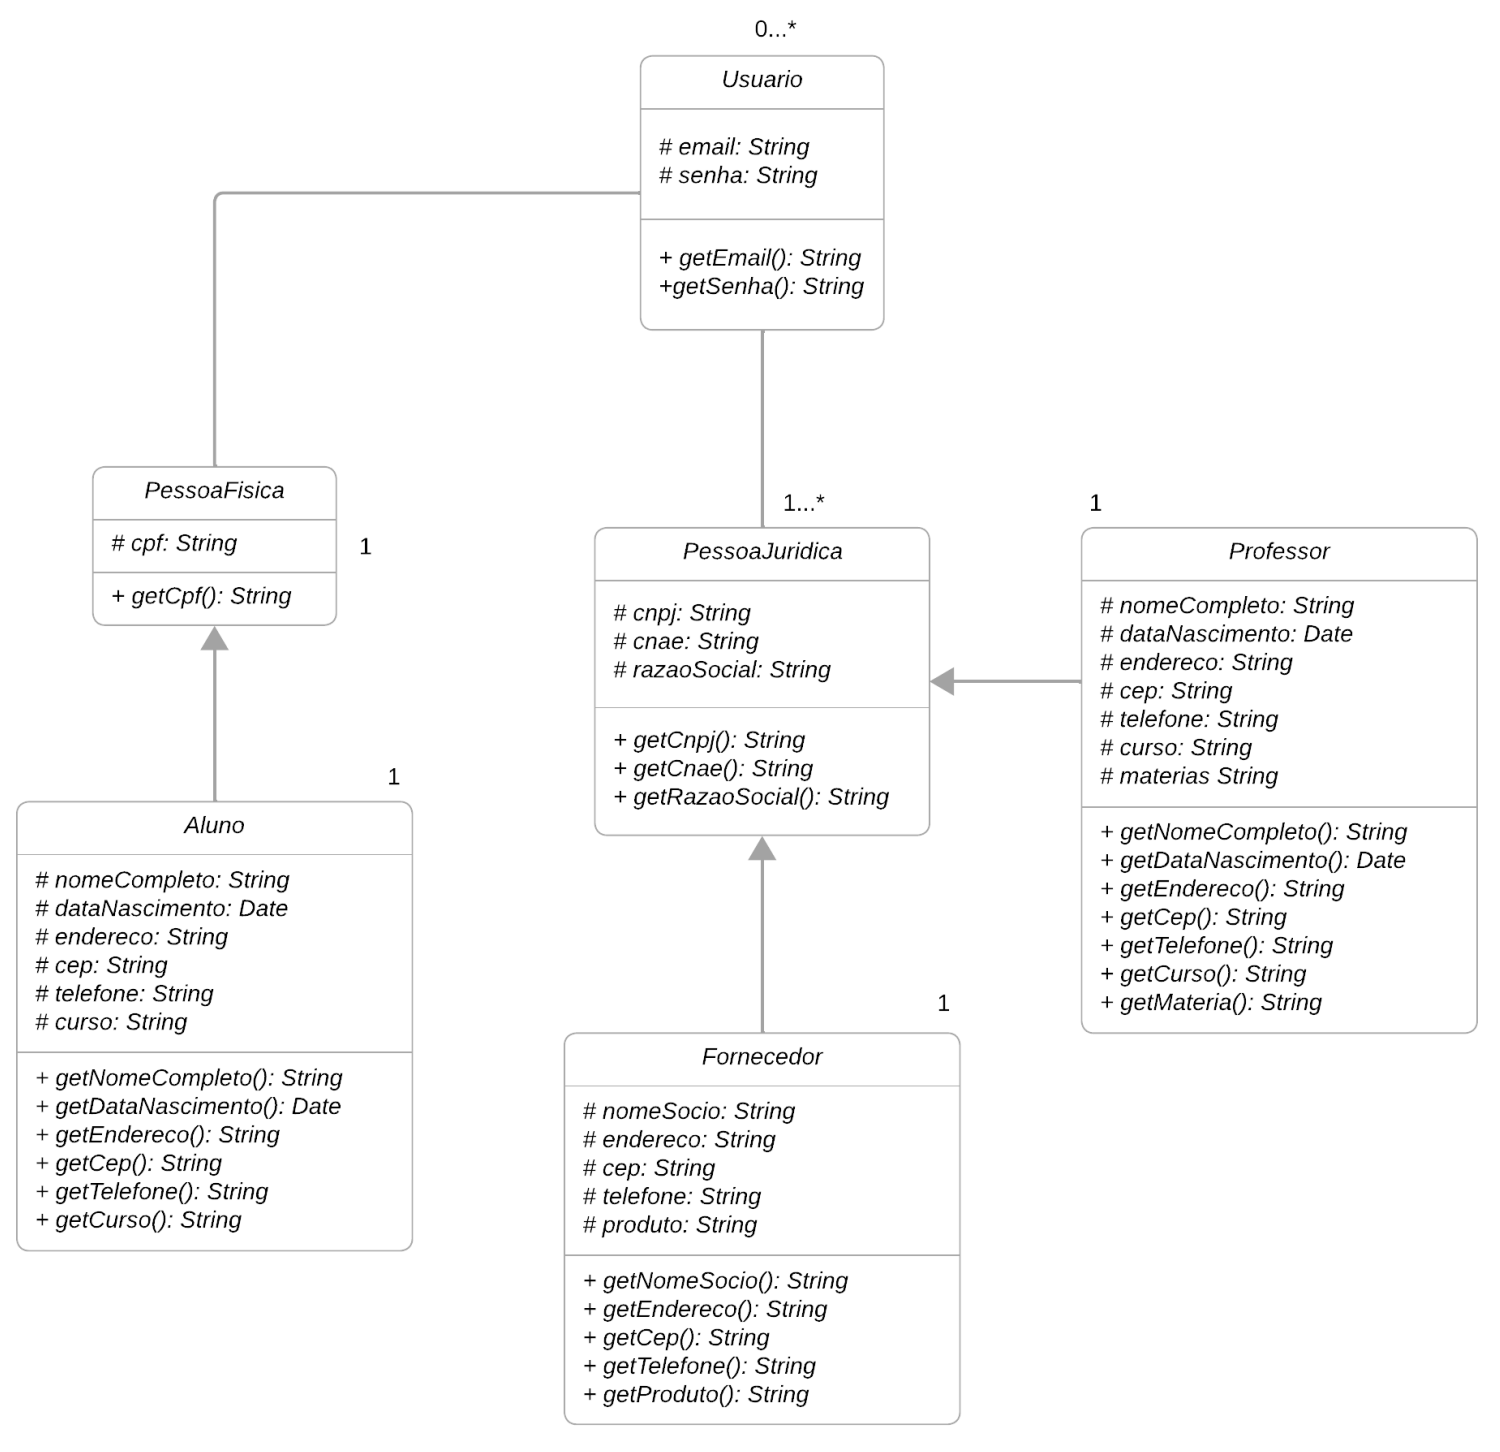 0...*
Usuario
# email: String
# senha: String
+ getEmail(): String
+getSenha(): String
PessoaFisica
# cpf: String
+ getCpf(): String
1
1...*
PessoaJuridica
# cnpj: String
# cnae: String
# razaoSocial: String
+ getCnpj(): String
+ getCnae(): String
+ getRazaoSocial(): String
1
Professor
# nomeCompleto: String
# dataNascimento: Date
# endereco: String
# cep: String
# telefone: String
# curso: String
# materias String
+ getNomeCompleto(): String
+ getDataNascimento(): Date
+ getEndereco(): String
+ getCep(): String
+ getTelefone(): String
+ getCurso(): String
+ getMateria(): String
1
Aluno
# nomeCompleto: String
# dataNascimento: Date
# endereco: String
# cep: String
# telefone: String
# curso: String
+ getNomeCompleto(): String
+ getDataNascimento(): Date
+ getEndereco(): String
+ getCep(): String
+ getTelefone(): String
+ getCurso(): String
1
Fornecedor
# nomeSocio: String
# endereco: String
# cep: String
# telefone: String
# produto: String
+ getNomeSocio(): String
+ getEndereco(): String
+ getCep(): String
+ getTelefone(): String
+ getProduto(): String